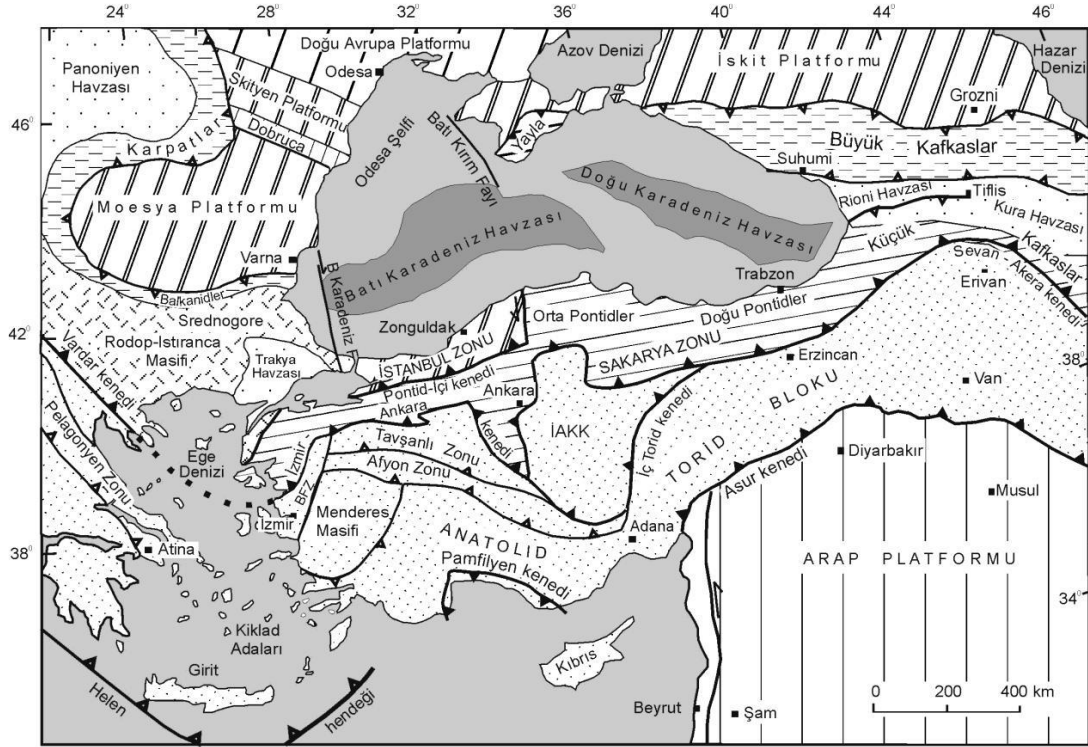 24° 28 32 36° 40° 44° 46°
Panoniyen
Havzası
Doğu Avrupa Platformu
Odesa
Azov Denizi
İskit Platformu
Hazar
Denizi
Skityen Platformu
Dobruca
Grozni
46°
46°
Karpatlar
Odesa Şelfi
Batı Kırım Fayı
Yayla
Büyük Kafkaslar
Suhumi
Rioni Havzası
Tiflis
Kura Havzası
Moesya Platformu
Doğu Karadeniz Havzası
Batı Karadeniz Havzası
Küçük Kafkaslar
Sevan
Akera kenedi
Erivan
Varna
Balkanidler
B Karadeniz F
Trabzon
Srednogore
Rodop-Istıranca
Masifi
Zonguldak
Orta Pontidler
Doğu Pontidler
42°
42°
38°
Trakya
Havzası
İSTANBUL ZONU
SAKARYA ZONU
Erzincan
Vardar kenedi
Pontid-İçi kenedi
Ankara
Ankara
kenedi
İAKK
Van
BLOKU
Pelagonyen Zonu
Ege
Denizi
İzmir
BFZ
Tavşanlı Zonu
Afyon Zonu
İç Torid kenedi
TORID
Asur kenedi
Diyarbakır
Musul
İzmir
Menderes
Masifi
ANATOLID
Adana
38°
Atina
Pamfilyen kenedi
ARAP PLATFORMU
34°
Kiklad
Adaları
Girit
Kıbrıs
Helen
hendeği
Beyrut
Şam
0 200 400 km